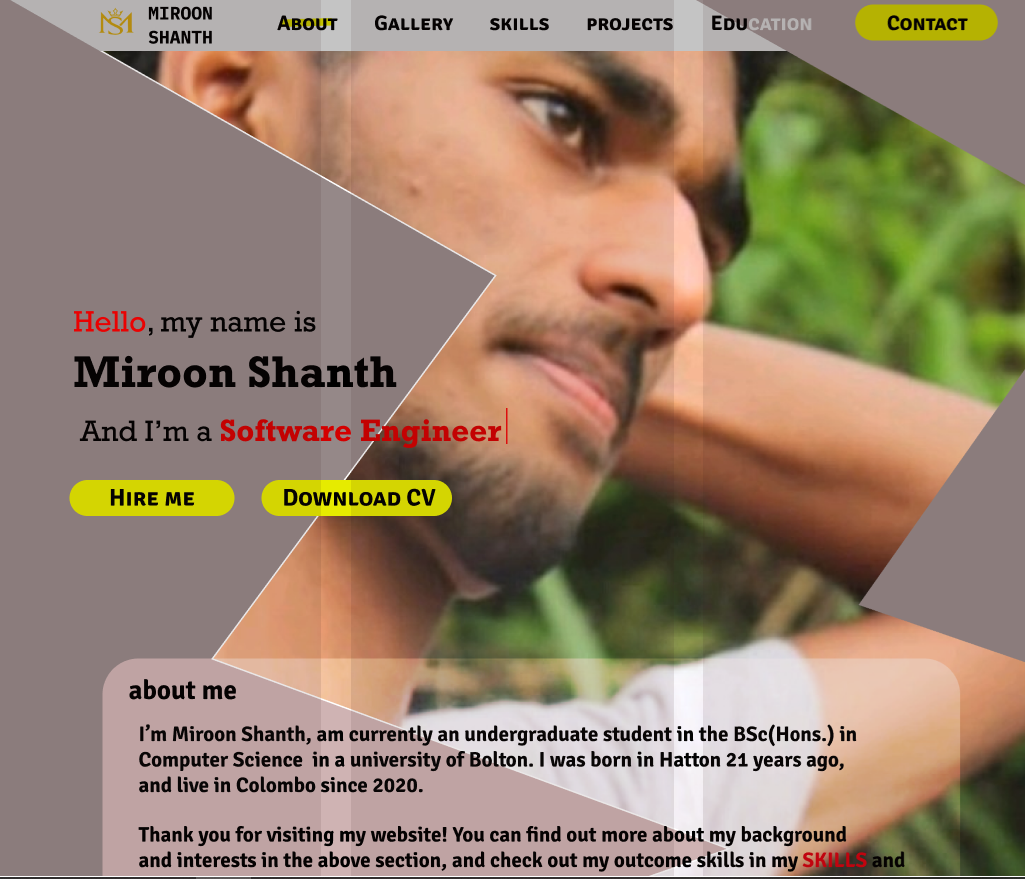 MIROON
SHANTH
About Gallery skills projects Education Contact
Hello, my name is
Miroon Shanth
And I'm a Software Engineer
Hire me Download CV
about me
I'm Miroon Shanth, am currently an undergraduate student in the BSc(Hons.) in
Computer Science in a university of Bolton. I was born in Hatton 21 years ago,
and live in Colombo since 2020.
Thank you for visiting my website! You can find out more about my background
and interests in the above section, and check out my outcome skills in my SKILLS and